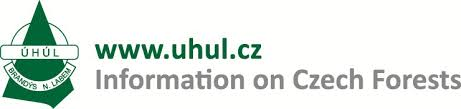 ÚHÚL
BRANDÝS N. LABEM
www.uhul.cz
Information on Czech Forests